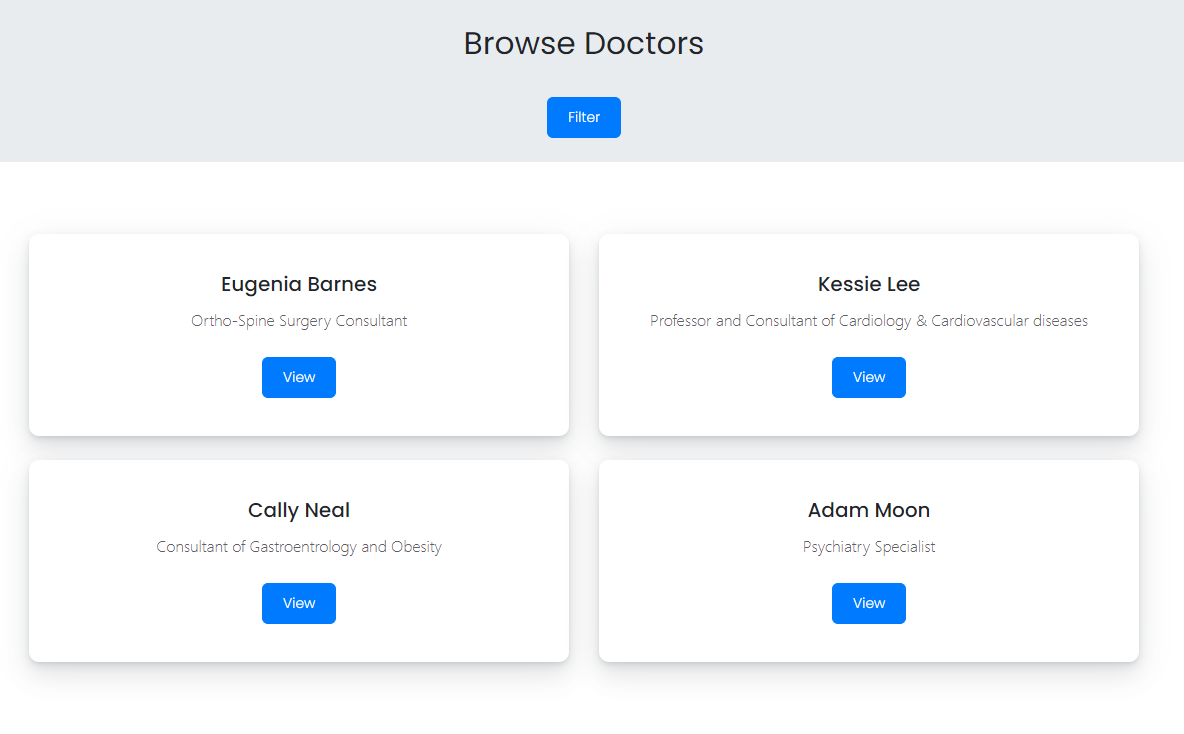 Browse Doctors
Filter
Eugenia Barnes
Ortho-Spine Surgery Consultant
View
Kessie Lee
Professor and Consultant of Cardiology & Cardiovascular diseases
View
Cally Neal
Consultant of Gastroentrology and Obesity
View
Adam Moon
Psychiatry Specialist
View